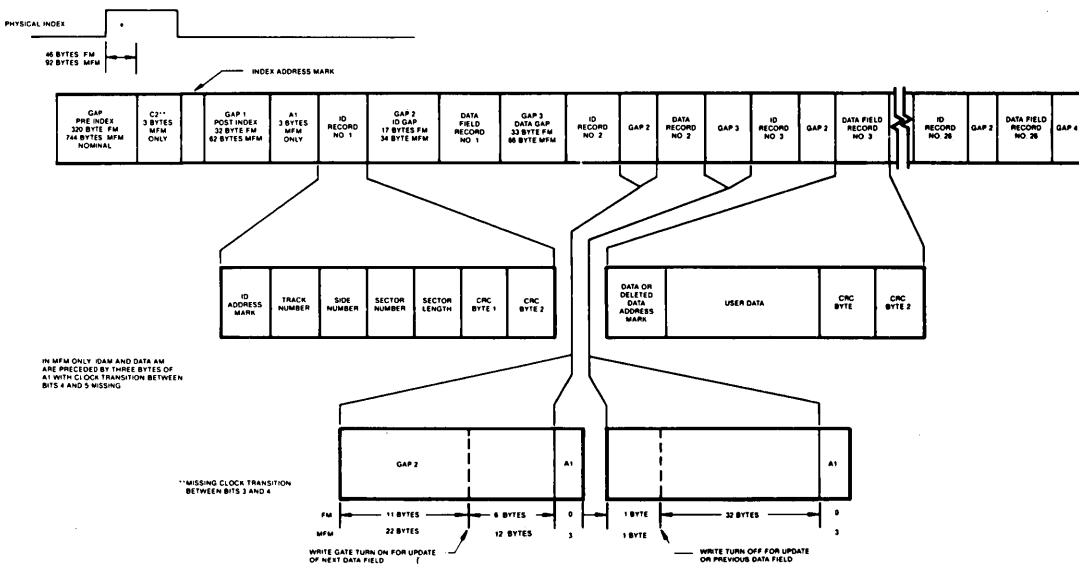 PHYSICAL INDEX
46 BYTES FM
92 BYTES MFM
INDEX ADDRESS MARK
GAP
PRE INDEX
320 BYTE FM
744 BYTES MFM
NOMINAL
C2**
3 BYTES
MFM
ONLY
GAP 1
POST INDEX
32 BYTE FM
62 BYTES MFM
A1
3 BYTES
MFM
ONLY
ID
RECORD
NO 1
GAP 2
ID GAP
17 BYTES FM
34 BYTE MFM
DATA
FIELD
RECORD
NO. 1
GAP 3
DATA GAP
33 BYTE FM
66 BYTE MFM
ID
RECORD
NO. 2
GAP 2
DATA
RECORD
NO. 2
GAP 3
ID
RECORD
NO. 3
GAP 2
DATA FIELD
RECORD
NO. 3
ID
RECORD
NO. 26
GAP 2
DATA FIELD
RECORD
NO. 26
GAP 4
ID
ADDRESS
MARK
TRACK
NUMBER
SIDE
NUMBER
SECTOR
NUMBER
SECTOR
LENGTH
CRC
BYTE 1
CRC
BYTE 2
DATA OR
DELETED
DATA
ADDRESS
MARK
USER DATA
CRC
BYTE
CRC
BYTE 2
IN MFM ONLY IDAM AND DATA AM
ARE PRECEDED BY THREE BYTES OF
A1 WITH CLOCK TRANSITION BETWEEN
BITS 4 AND 5 MISSING
GAP 2
A1
A1
**MISSING CLOCK TRANSITION
BETWEEN BITS 3 AND 4
FM 11 BYTES 6 BYTES 0 1 BYTE 32 BYTES 0
MFM 22 BYTES 12 BYTES 3 1 BYTE 3
WRITE GATE TURN ON FOR UPDATE
OF NEXT DATA FIELD
WRITE TURN OFF FOR UPDATE
OR PREVIOUS DATA FIELD